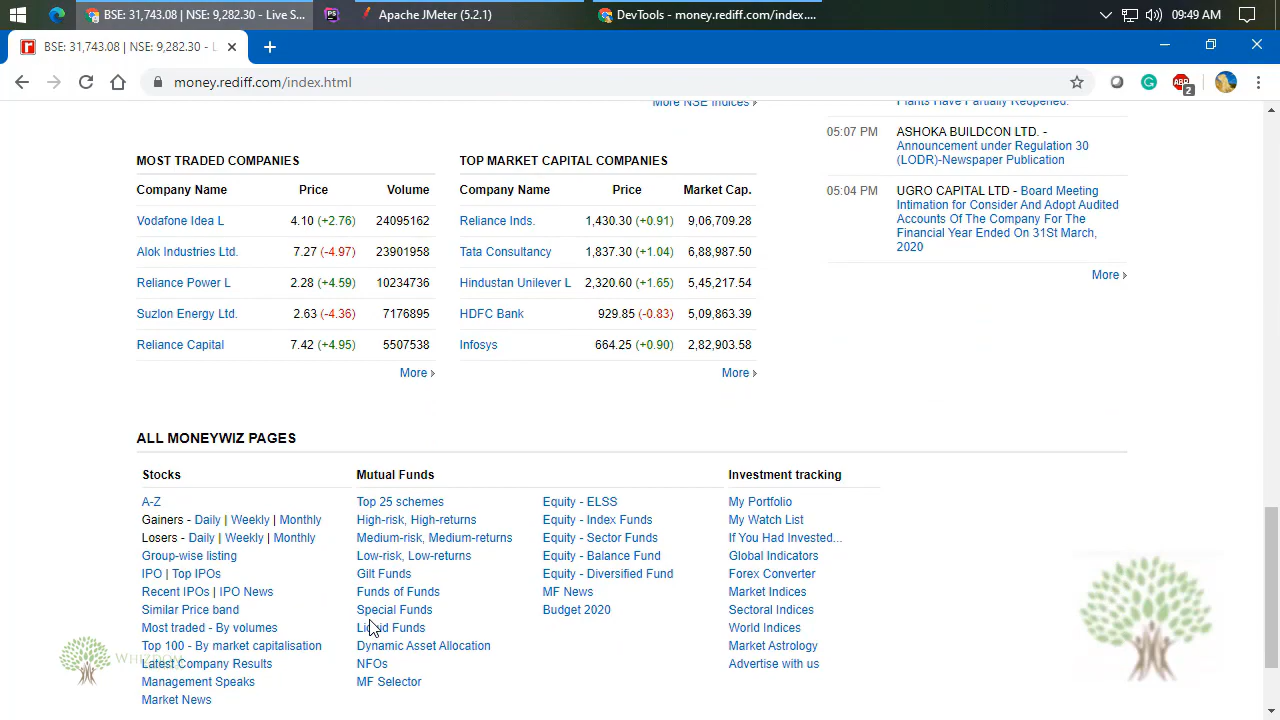 BSE: 31,743.08 | NSE: 9,282.30 - Live S...
Apache JMeter (5.2.1)
DevTools - money.rediff.com/index....
09:49 AM
BSE: 31,743.08 | NSE: 9,282.30 - L
money.rediff.com/index.html
ABP
2
More NSE Indices
Plants Have Partially Reopened.
05:07 PM ASHOKA BUILDCON LTD. -
Announcement under Regulation 30
(LODR)-Newspaper Publication
05:04 PM UGRO CAPITAL LTD - Board Meeting
Intimation for Consider And Adopt Audited
Accounts Of The Company For The
Financial Year Ended On 31St March,
2020
More
MOST TRADED COMPANIES
Company Name Price Volume
Vodafone Idea L 4.10 (+2.76) 24095162
Alok Industries Ltd. 7.27 (-4.97) 23901958
Reliance Power L 2.28 (+4.59) 10234736
Suzlon Energy Ltd. 2.63 (-4.36) 7176895
Reliance Capital 7.42 (+4.95) 5507538
More
TOP MARKET CAPITAL COMPANIES
Company Name Price Market Cap.
Reliance Inds. 1,430.30 (+0.91) 9,06,709.28
Tata Consultancy 1,837.30 (+1.04) 6,88,987.50
Hindustan Unilever L 2,320.60 (+1.65) 5,45,217.54
HDFC Bank 929.85 (-0.83) 5,09,863.39
Infosys 664.25 (+0.90) 2,82,903.58
More
ALL MONEYWIZ PAGES
Stocks
A-Z
Gainers - Daily | Weekly | Monthly
Losers - Daily | Weekly | Monthly
Group-wise listing
IPO | Top IPOs
Recent IPOs | IPO News
Similar Price band
Most traded - By volumes
Top 100 - By market capitalisation
Latest Company Results
Management Speaks
Market News
Mutual Funds
Top 25 schemes
High-risk, High-returns
Medium-risk, Medium-returns
Low-risk, Low-returns
Gilt Funds
Funds of Funds
Special Funds
Liquid Funds
Dynamic Asset Allocation
NFOs
MF Selector
Equity - ELSS
Equity - Index Funds
Equity - Sector Funds
Equity - Balance Fund
Equity - Diversified Fund
MF News
Budget 2020
Investment tracking
My Portfolio
My Watch List
If You Had Invested...
Global Indicators
Forex Converter
Market Indices
Sectoral Indices
World Indices
Market Astrology
Advertise with us